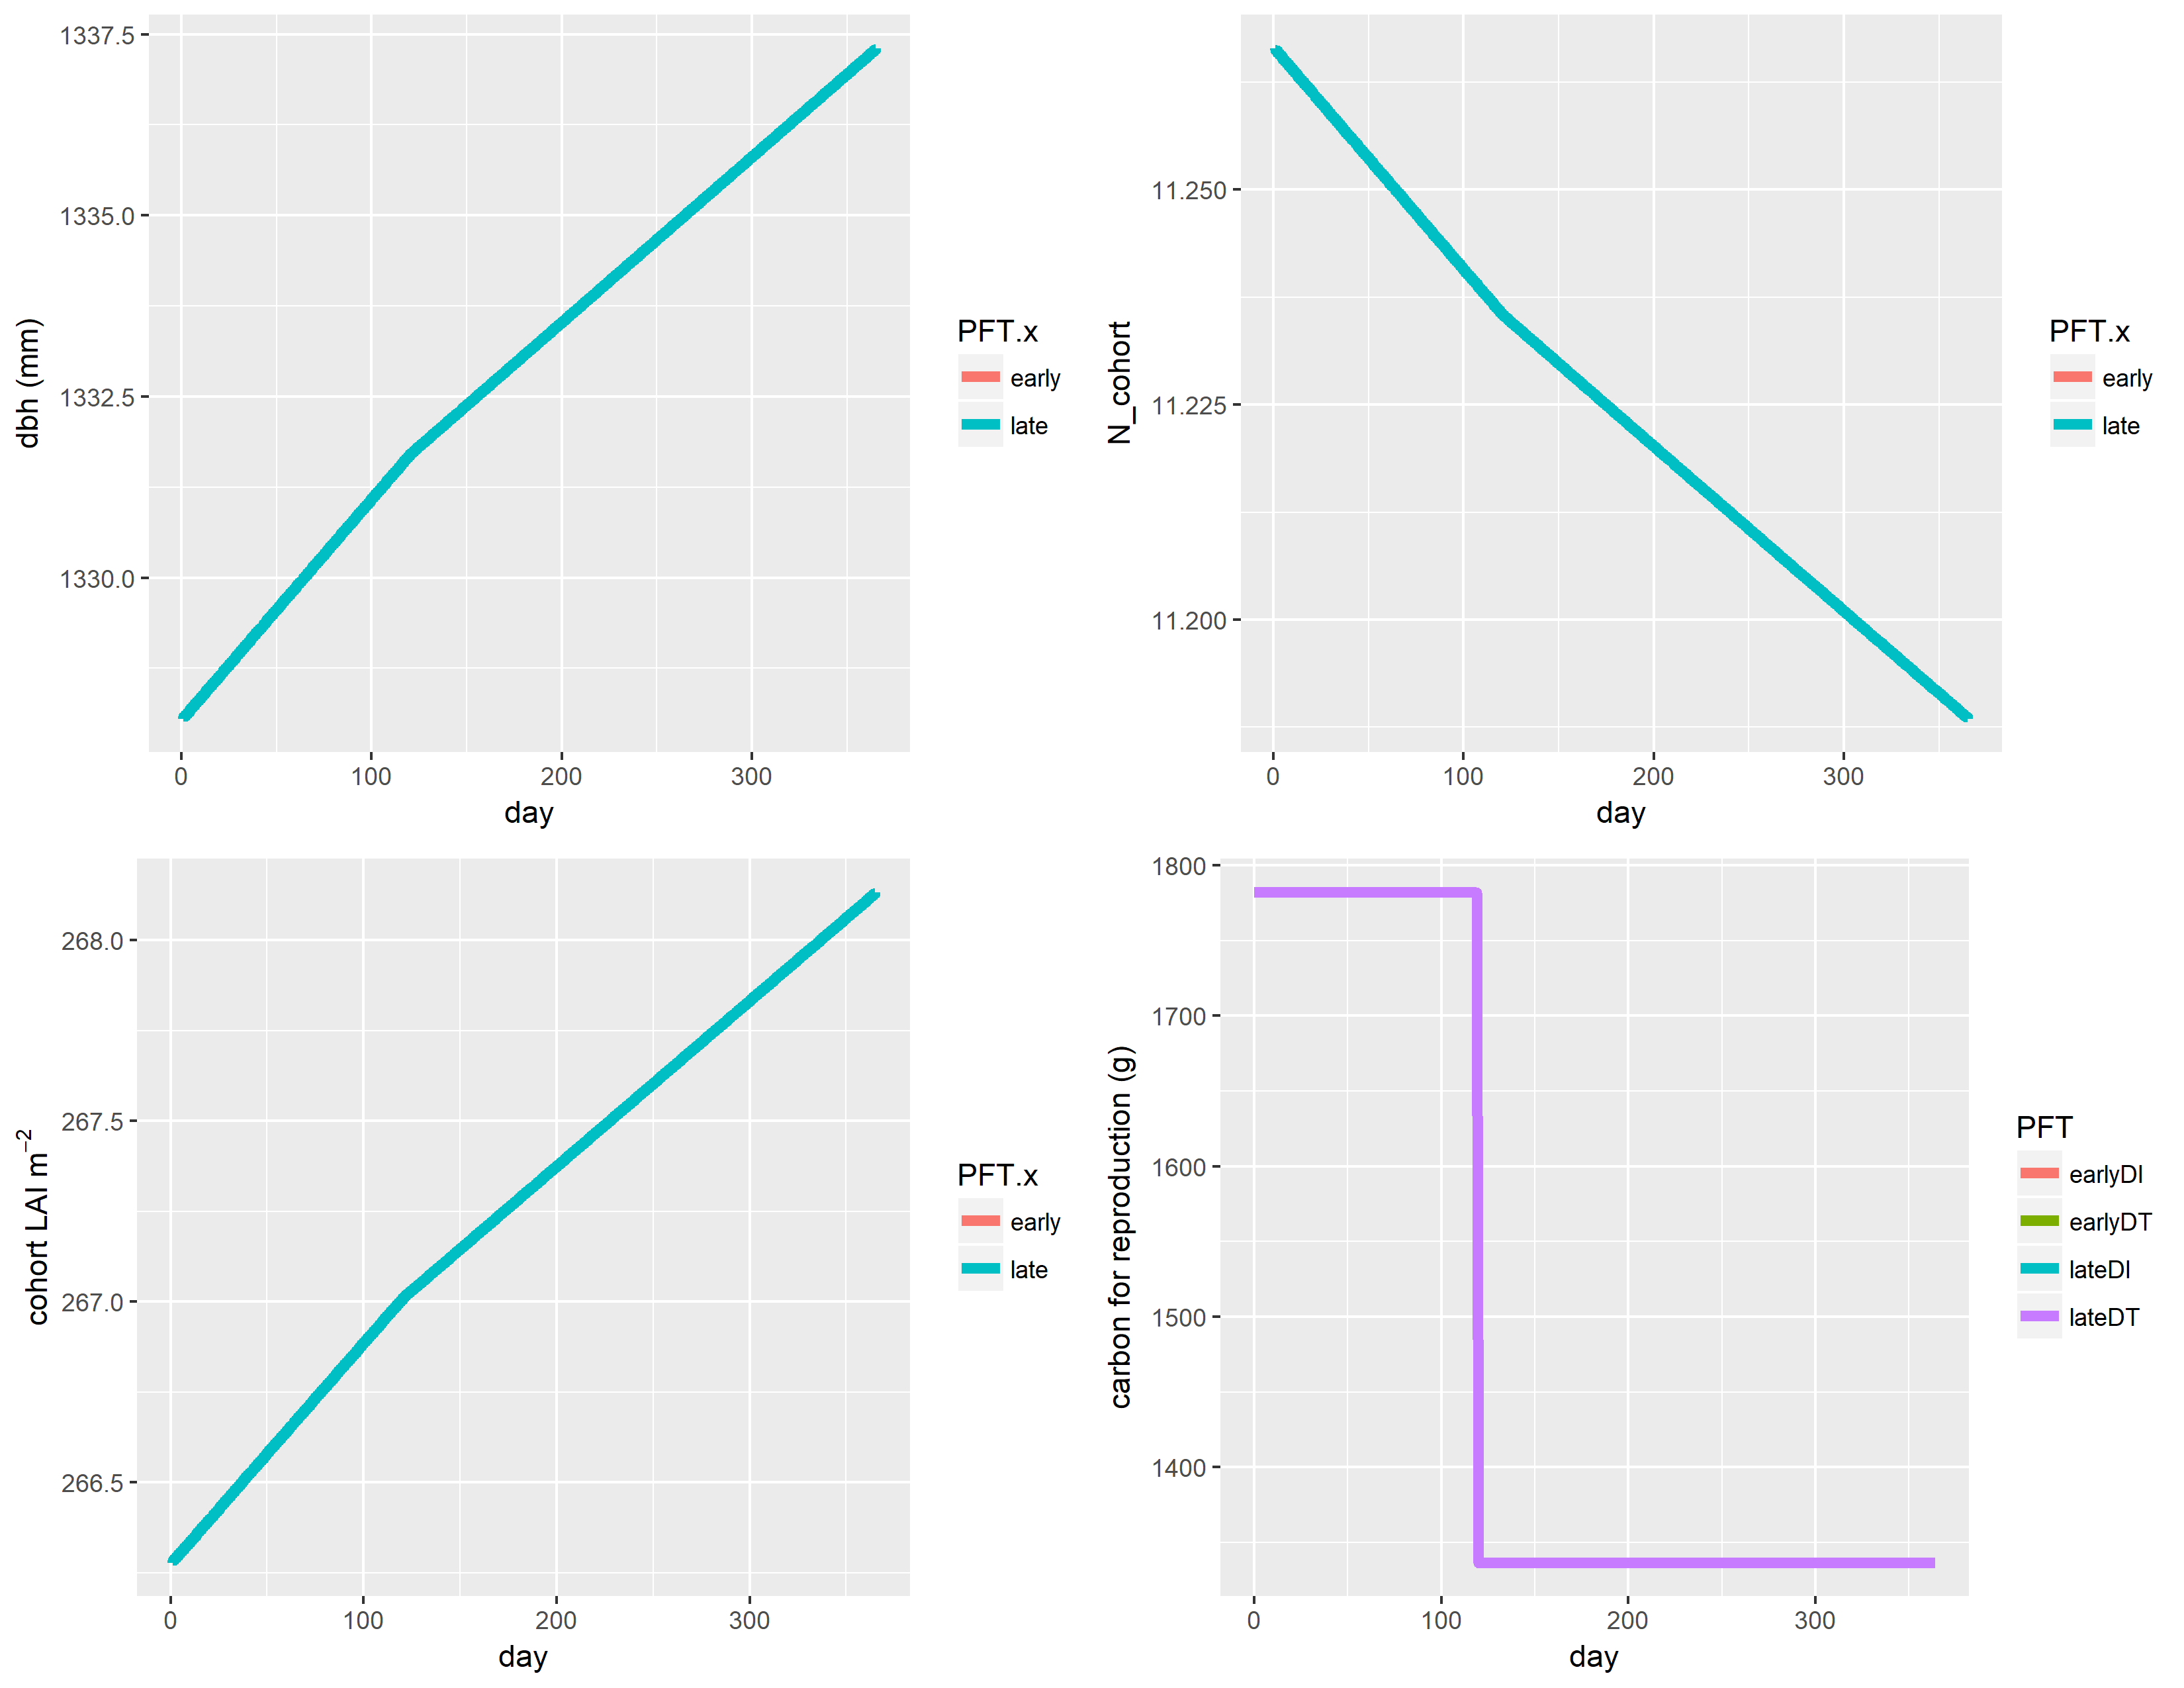 1337.5
1335.0
1332.5
1330.0
dbh (mm)
0 100 200 300
day
PFT.x
early
late
11.250
11.225
11.200
N_cohort
0 100 200 300
day
PFT.x
early
late
268.0
267.5
267.0
266.5
cohort LAI m⁻²
0 100 200 300
day
PFT.x
early
late
1800
1700
1600
1500
1400
carbon for reproduction (g)
0 100 200 300
day
PFT
earlyDI
earlyDT
lateDI
lateDT